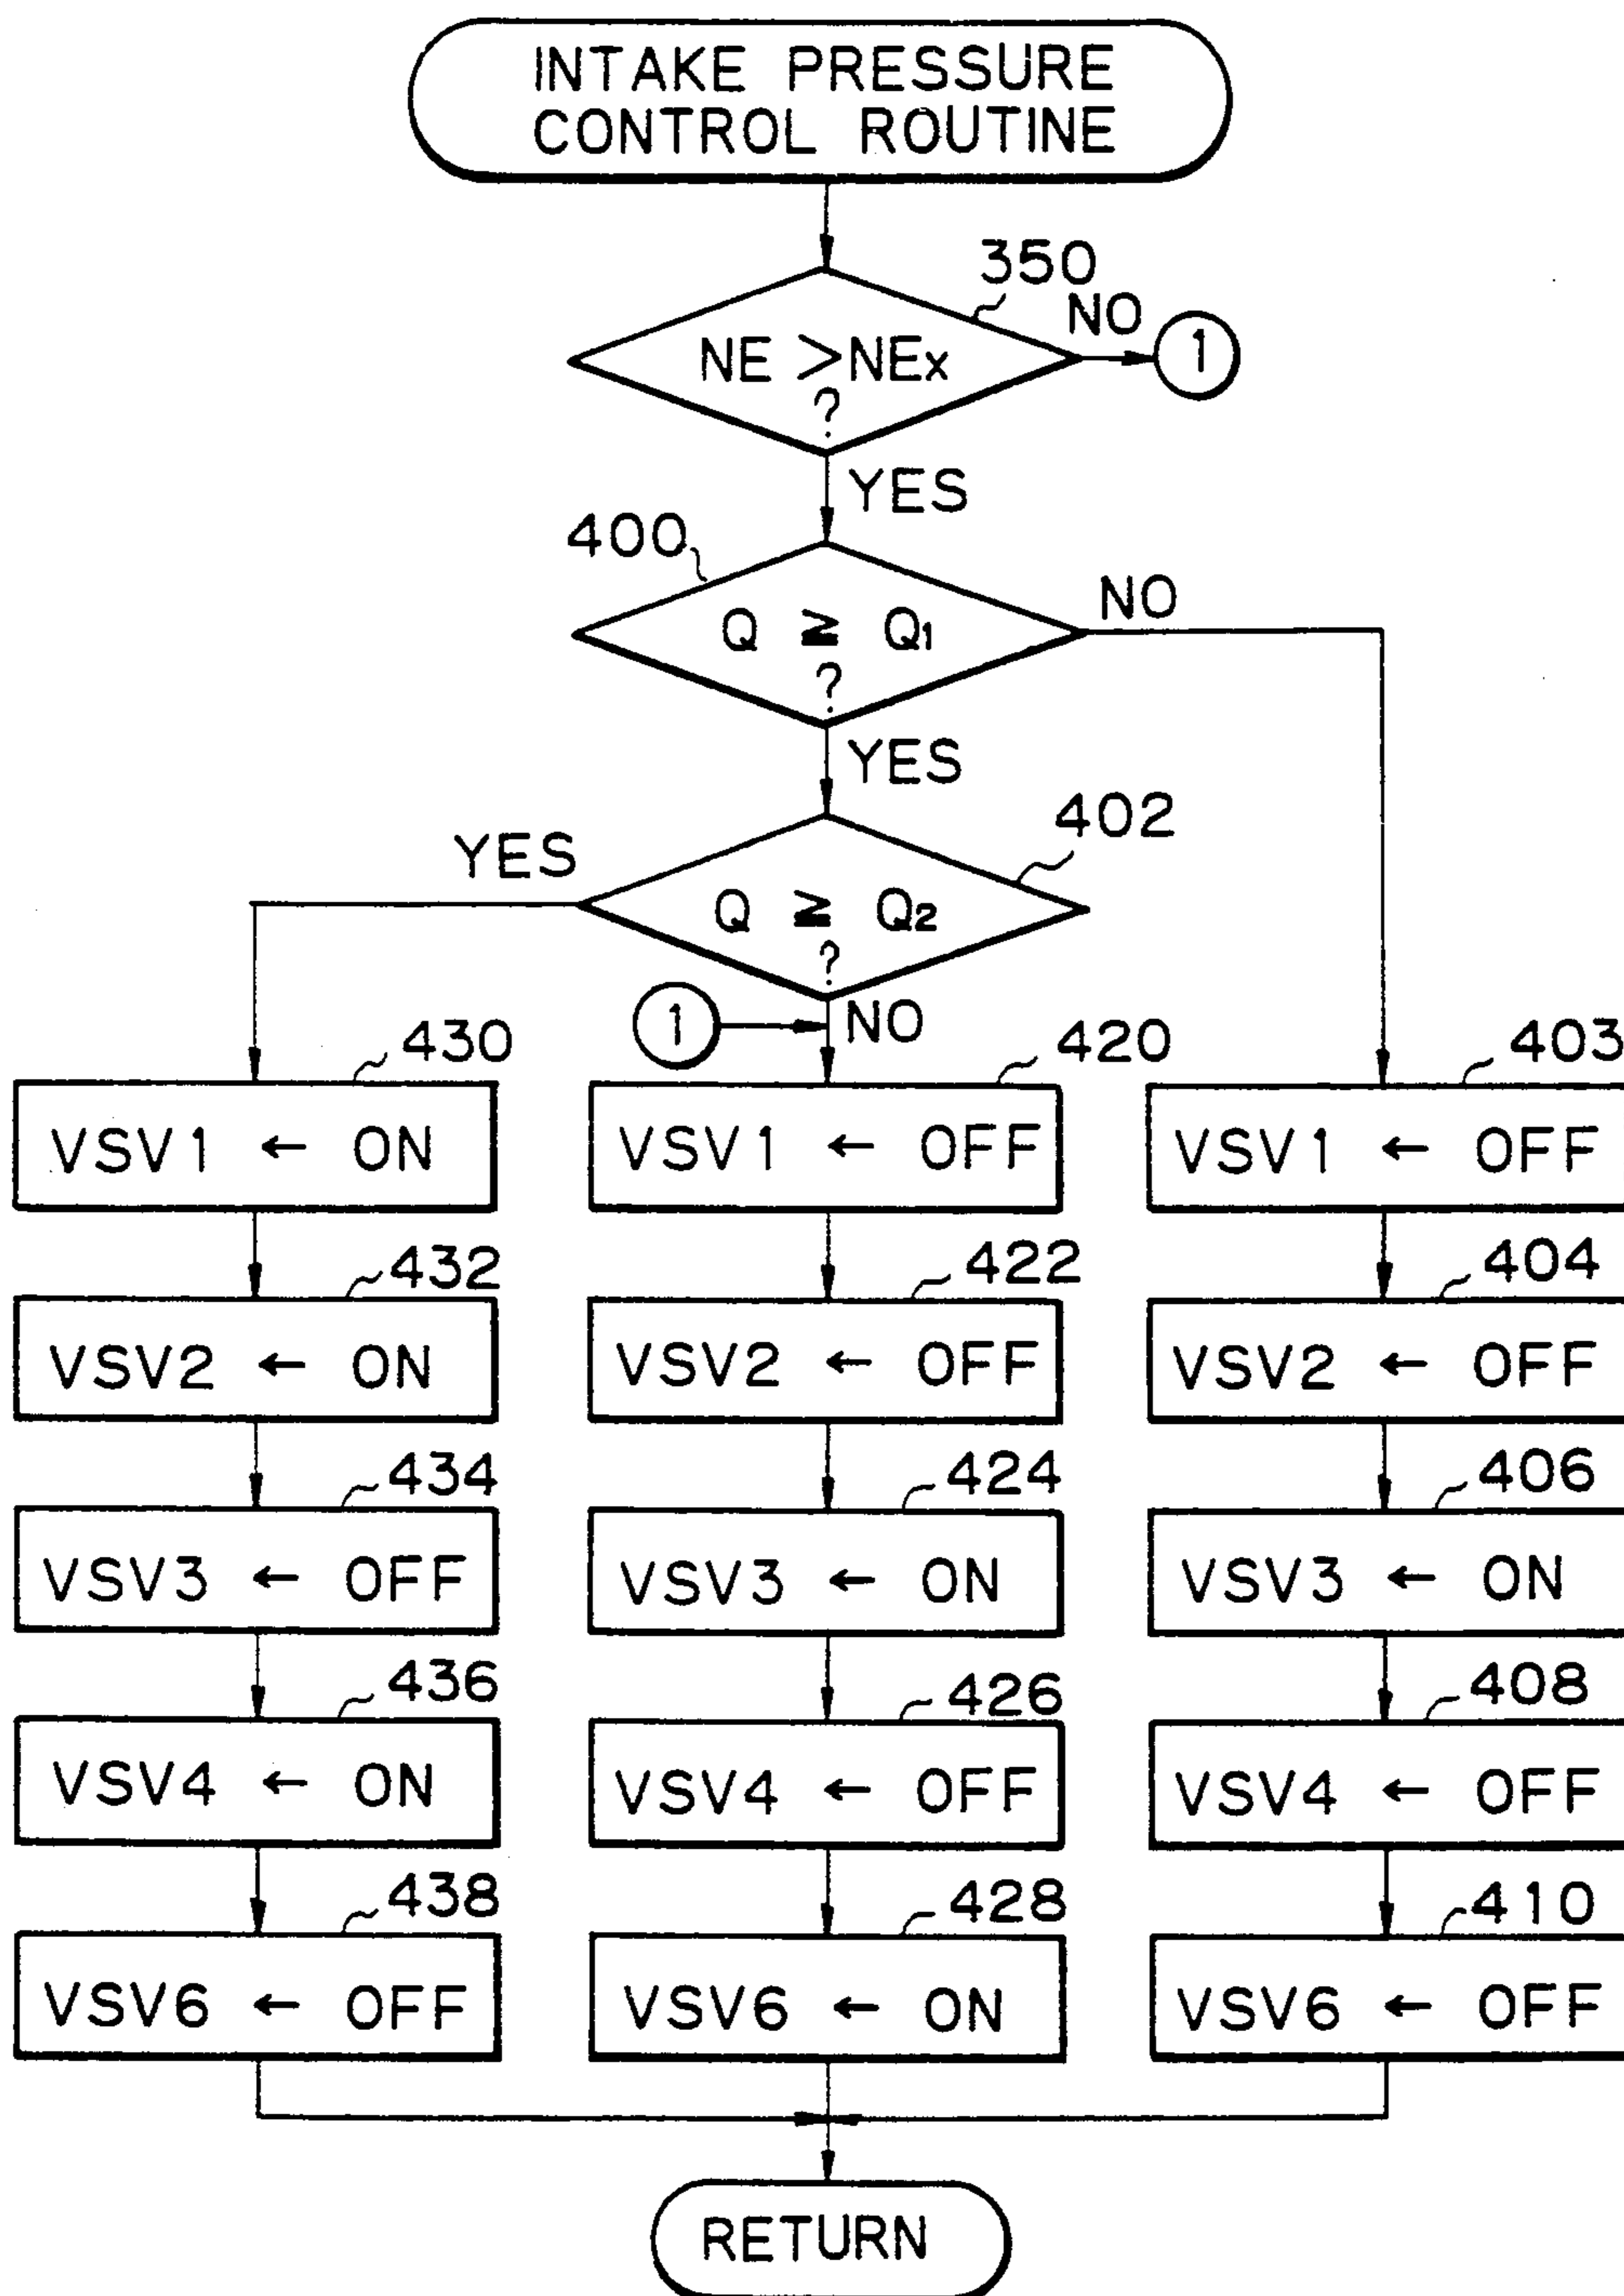 INTAKE PRESSURE
CONTROL ROUTINE
350
NE >NEx
?
NO
1
YES
400
Q ≧ Q1
?
NO
YES
402
Q ≧ Q2
?
YES
1
NO
430
VSV1 ← ON
420
VSV1 ← OFF
403
VSV1 ← OFF
432
VSV2 ← ON
422
VSV2 ← OFF
404
VSV2 ← OFF
434
VSV3 ← OFF
424
VSV3 ← ON
406
VSV3 ← ON
436
VSV4 ← ON
426
VSV4 ← OFF
408
VSV4 ← OFF
438
VSV6 ← OFF
428
VSV6 ← ON
410
VSV6 ← OFF
RETURN